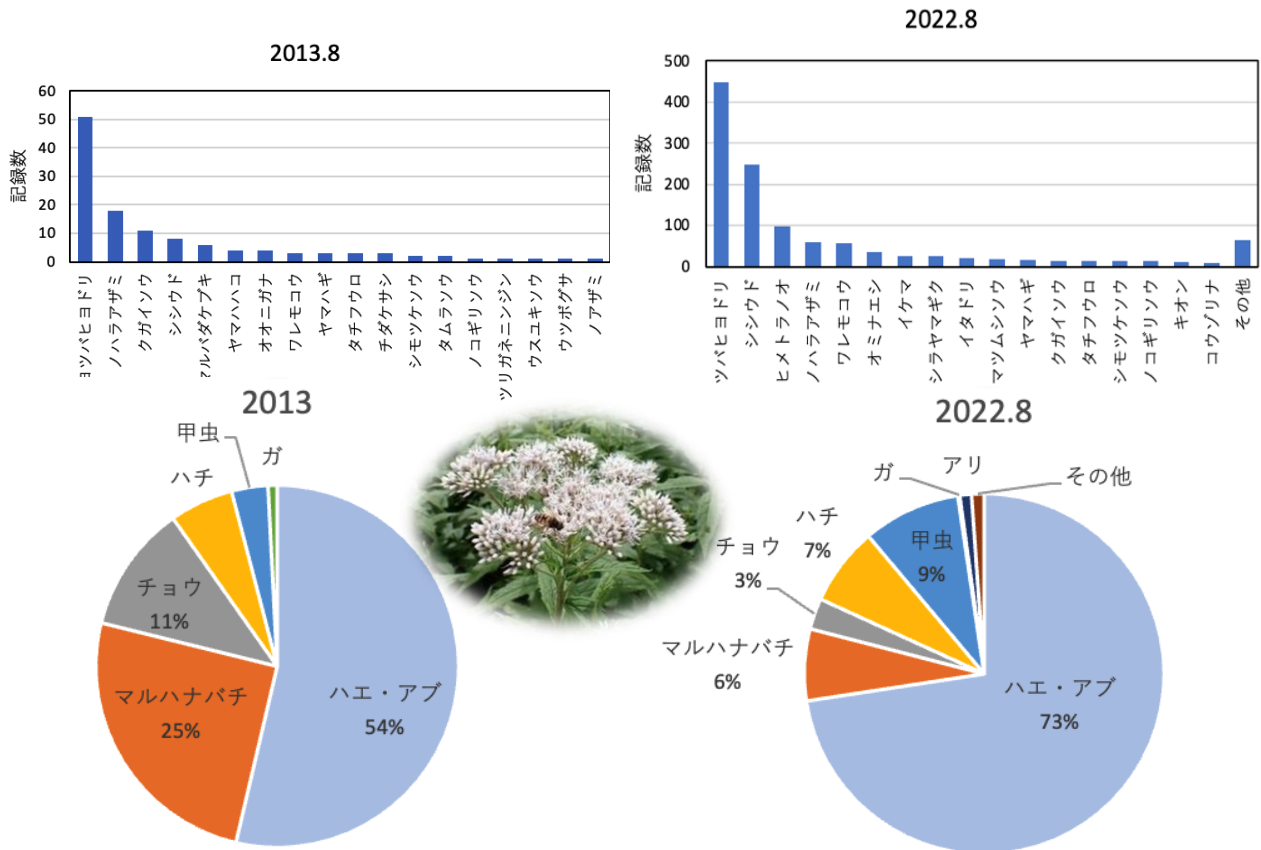 2013.8
60
50
40
30
20
10
0
記録数
ヨツバヒヨドリ
ノハラアザミ
クガイソウ
シシウド
マルバダケブキ
ヤマハハコ
オオニガナ
ワレモコウ
ヤマハギ
タチフウロ
チダケサシ
シモツケソウ
タムラソウ
ノコギリソウ
ツリガネニンジン
ウスユキソウ
ウツボグサ
ノアザミ
2022.8
500
400
300
200
100
0
記録数
ツバヒヨドリ
シシウド
ヒメトラノオ
ノハラアザミ
ワレモコウ
オミナエシ
イケマ
シラヤマギク
イタドリ
マツムシソウ
ヤマハギ
クガイソウ
タチフウロ
シモツケソウ
ノコギリソウ
キオン
コウゾリナ
その他
2013
甲虫
ガ
ハチ
チョウ
11%
マルハナバチ
25%
ハエ・アブ
54%
2022.8
ガ
アリ
その他
ハチ
7%
甲虫
9%
チョウ
3%
マルハナバチ
6%
ハエ・アブ
73%